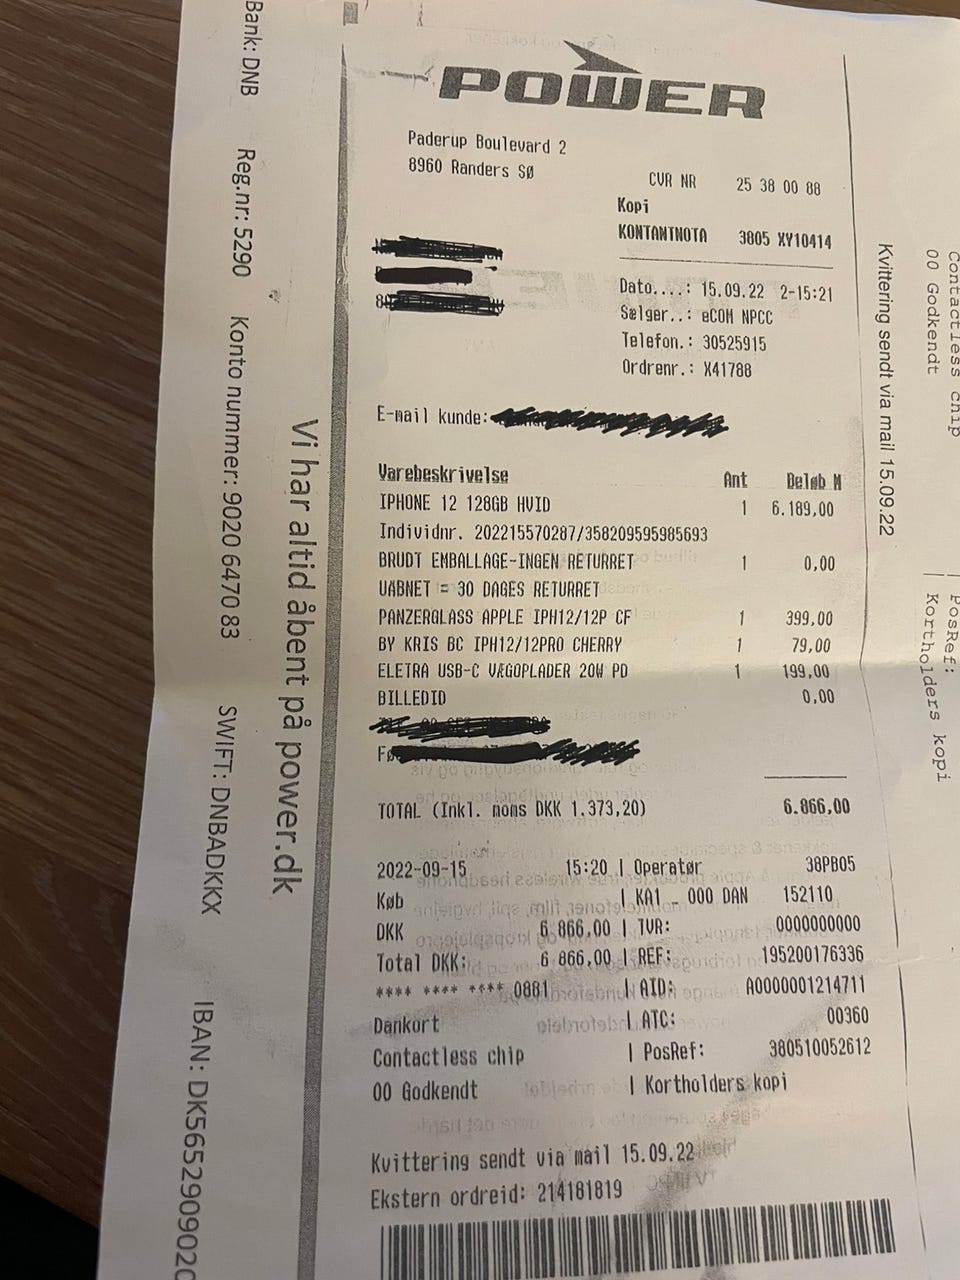 POWER
Paderup Boulevard 2
8960 Randers SØ
CVR NR 25 38 00 88
Kopi
KONTANTNOTA 3805 XY10414
Dato....: 15.09.22 2-15:21
Sælger..: eCOM NPCC
Telefon.: 30525915
Ordrenr.: X41788
E-mail kunde:
Varebeskrivelse Ant Beløb M
IPHONE 12 128GB HVID 1 6.189,00
Individnr. 202215570287/358209595985693
BRUDT EMBALLAGE-INGEN RETURRET 1 0,00
UÅBNET = 30 DAGES RETURRET
PANZERGLASS APPLE IPH12/12P CF 1 399,00
BY KRIS BC IPH12/12PRO CHERRY 1 79,00
ELETRA USB-C VÆGOPLADER 20W PD 1 199,00
BILLEDID 0,00
TOTAL (Inkl. moms DKK 1.373,20) 6.866,00
2022-09-15 15:20 | Operatør 38PB05
Køb | KA1 _ 000 DAN 152110
DKK 6 866,00 | TVR: 0000000000
Total DKK: 6 866,00 | REF: 195200176336
**** **** **** 0881 | AID: A0000001214711
Dankort | ATC: 00360
Contactless chip | PosRef: 380510052612
00 Godkendt | Kortholders kopi
Kvittering sendt via mail 15.09.22
Ekstern ordreid: 214181819
Vi har altid åbent på power.dk
Bank: DNB Reg.nr: 5290 Konto nummer: 9020 6470 83 SWIFT: DNBADKKX IBAN: DK5652909020
Kvittering sendt via mail 15.09.22
Contactless chip | PosRef:
00 Godkendt | Kortholders kopi